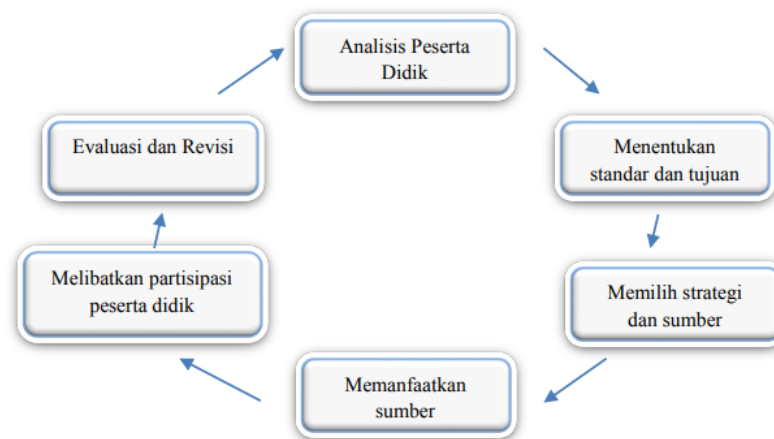 Analisis Peserta
Didik
Menentukan
standar dan tujuan
Memilih strategi
dan sumber
Memanfaatkan
sumber
Melibatkan partisipasi
peserta didik
Evaluasi dan Revisi